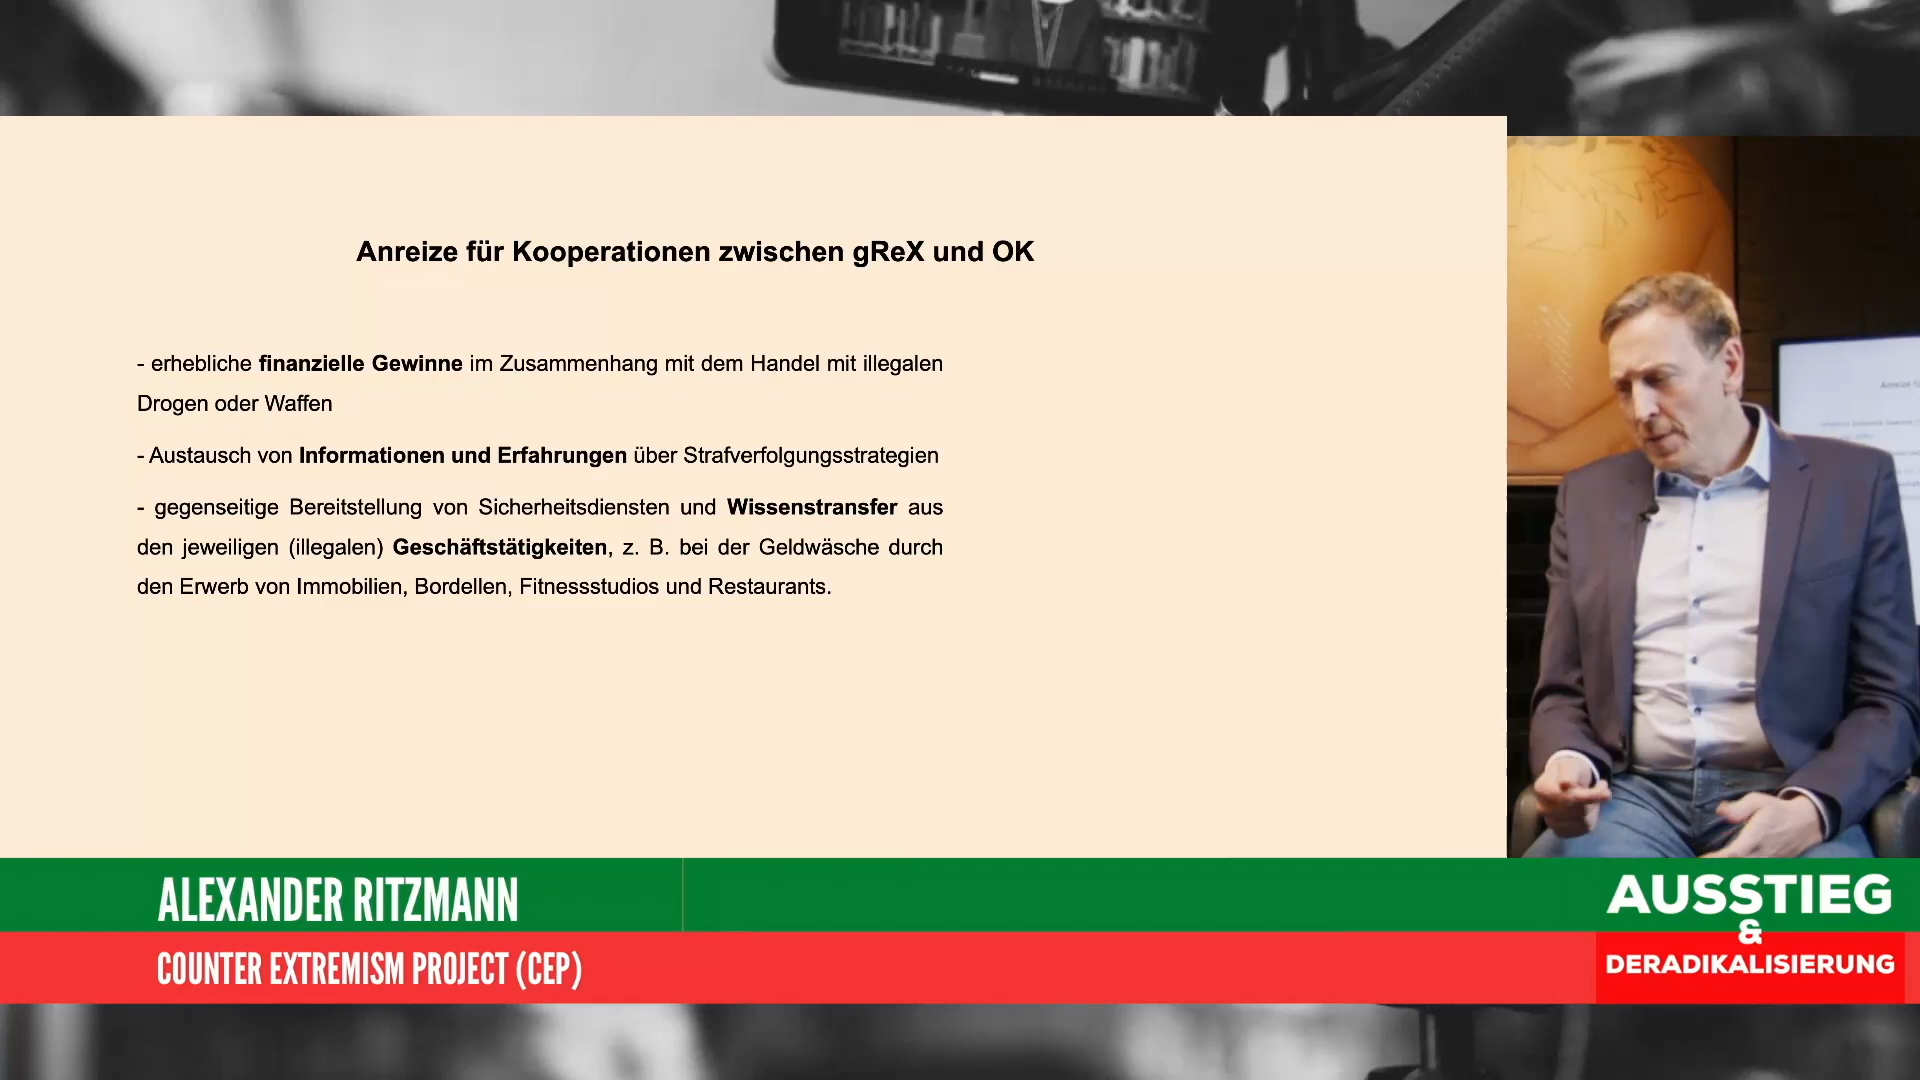 Anreize für Kooperationen zwischen gReX und OK
- erhebliche finanzielle Gewinne im Zusammenhang mit dem Handel mit illegalen
Drogen oder Waffen
- Austausch von Informationen und Erfahrungen über Strafverfolgungsstrategien
- gegenseitige Bereitstellung von Sicherheitsdiensten und Wissenstransfer aus
den jeweiligen (illegalen) Geschäftstätigkeiten, z. B. bei der Geldwäsche durch
den Erwerb von Immobilien, Bordellen, Fitnessstudios und Restaurants.
ALEXANDER RITZMANN
COUNTER EXTREMISM PROJECT (CEP)
AUSSTIEG
&
DERADIKALISIERUNG